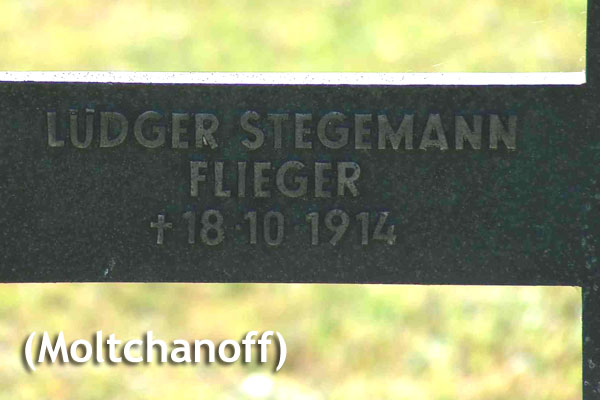 LÜDGER STEGEMANN
FLIEGER
✝ 18·10·1914
(Moltchanoff)